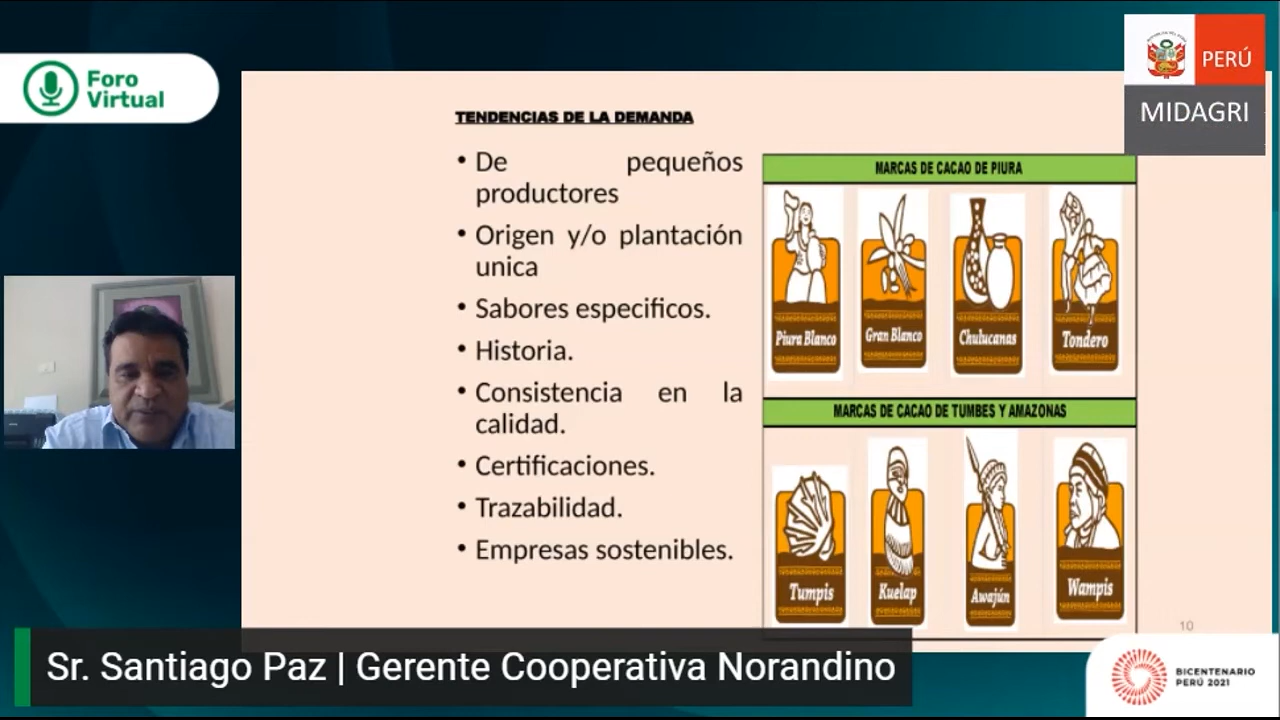 Foro
Virtual
PERÚ
MIDAGRI
TENDENCIAS DE LA DEMANDA
• De pequeños
productores
• Origen y/o plantación
unica
• Sabores especificos.
• Historia.
• Consistencia en la
calidad.
• Certificaciones.
• Trazabilidad.
• Empresas sostenibles.
MARCAS DE CACAO DE PIURA
Piura Blanco
Gran Blanco
Chulucanas
Tondero
MARCAS DE CACAO DE TUMBES Y AMAZONAS
Tumpis
Kuelap
Awajún
Wampis
10
Sr. Santiago Paz | Gerente Cooperativa Norandino
BICENTENARIO
PERÚ 2021